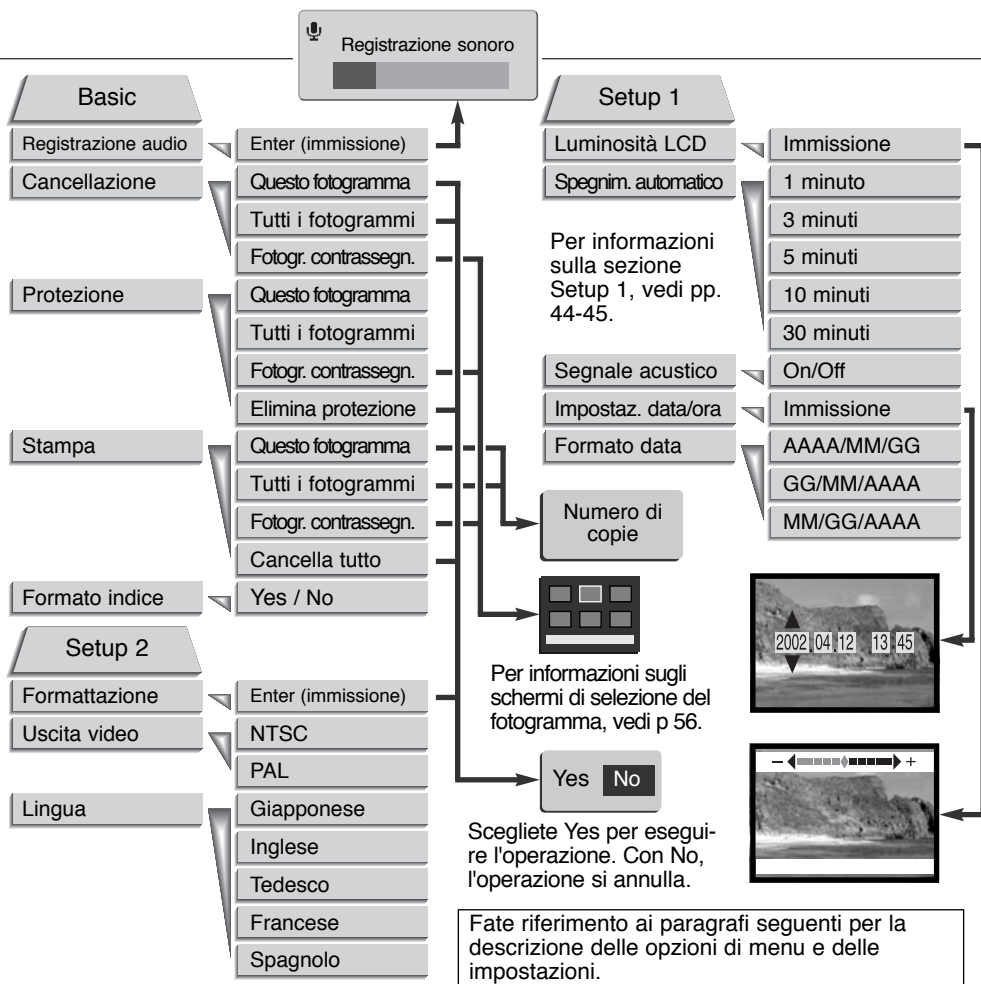 Registrazione sonoro
Basic
Registrazione audio
Enter (immissione)
Cancellazione
Questo fotogramma
Tutti i fotogrammi
Fotogr. contrassegn.
Protezione
Questo fotogramma
Tutti i fotogrammi
Fotogr. contrassegn.
Elimina protezione
Stampa
Questo fotogramma
Tutti i fotogrammi
Fotogr. contrassegn.
Cancella tutto
Formato indice
Yes / No
Setup 2
Formattazione
Enter (immissione)
Uscita video
NTSC
PAL
Lingua
Giapponese
Inglese
Tedesco
Francese
Spagnolo
Setup 1
Luminosità LCD
Immissione
Spegnim. automatico
1 minuto
3 minuti
5 minuti
10 minuti
30 minuti
Per informazioni
sulla sezione
Setup 1, vedi pp.
44-45.
Segnale acustico
On/Off
Impostaz. data/ora
Immissione
Formato data
AAAA/MM/GG
GG/MM/AAAA
MM/GG/AAAA
Numero di
copie
Per informazioni sugli
schermi di selezione del
fotogramma, vedi p 56.
2002.04.12 13:45
Yes No
Scegliete Yes per esegui-
re l'operazione. Con No,
l'operazione si annulla.
– +
Fate riferimento ai paragrafi seguenti per la
descrizione delle opzioni di menu e delle
impostazioni.